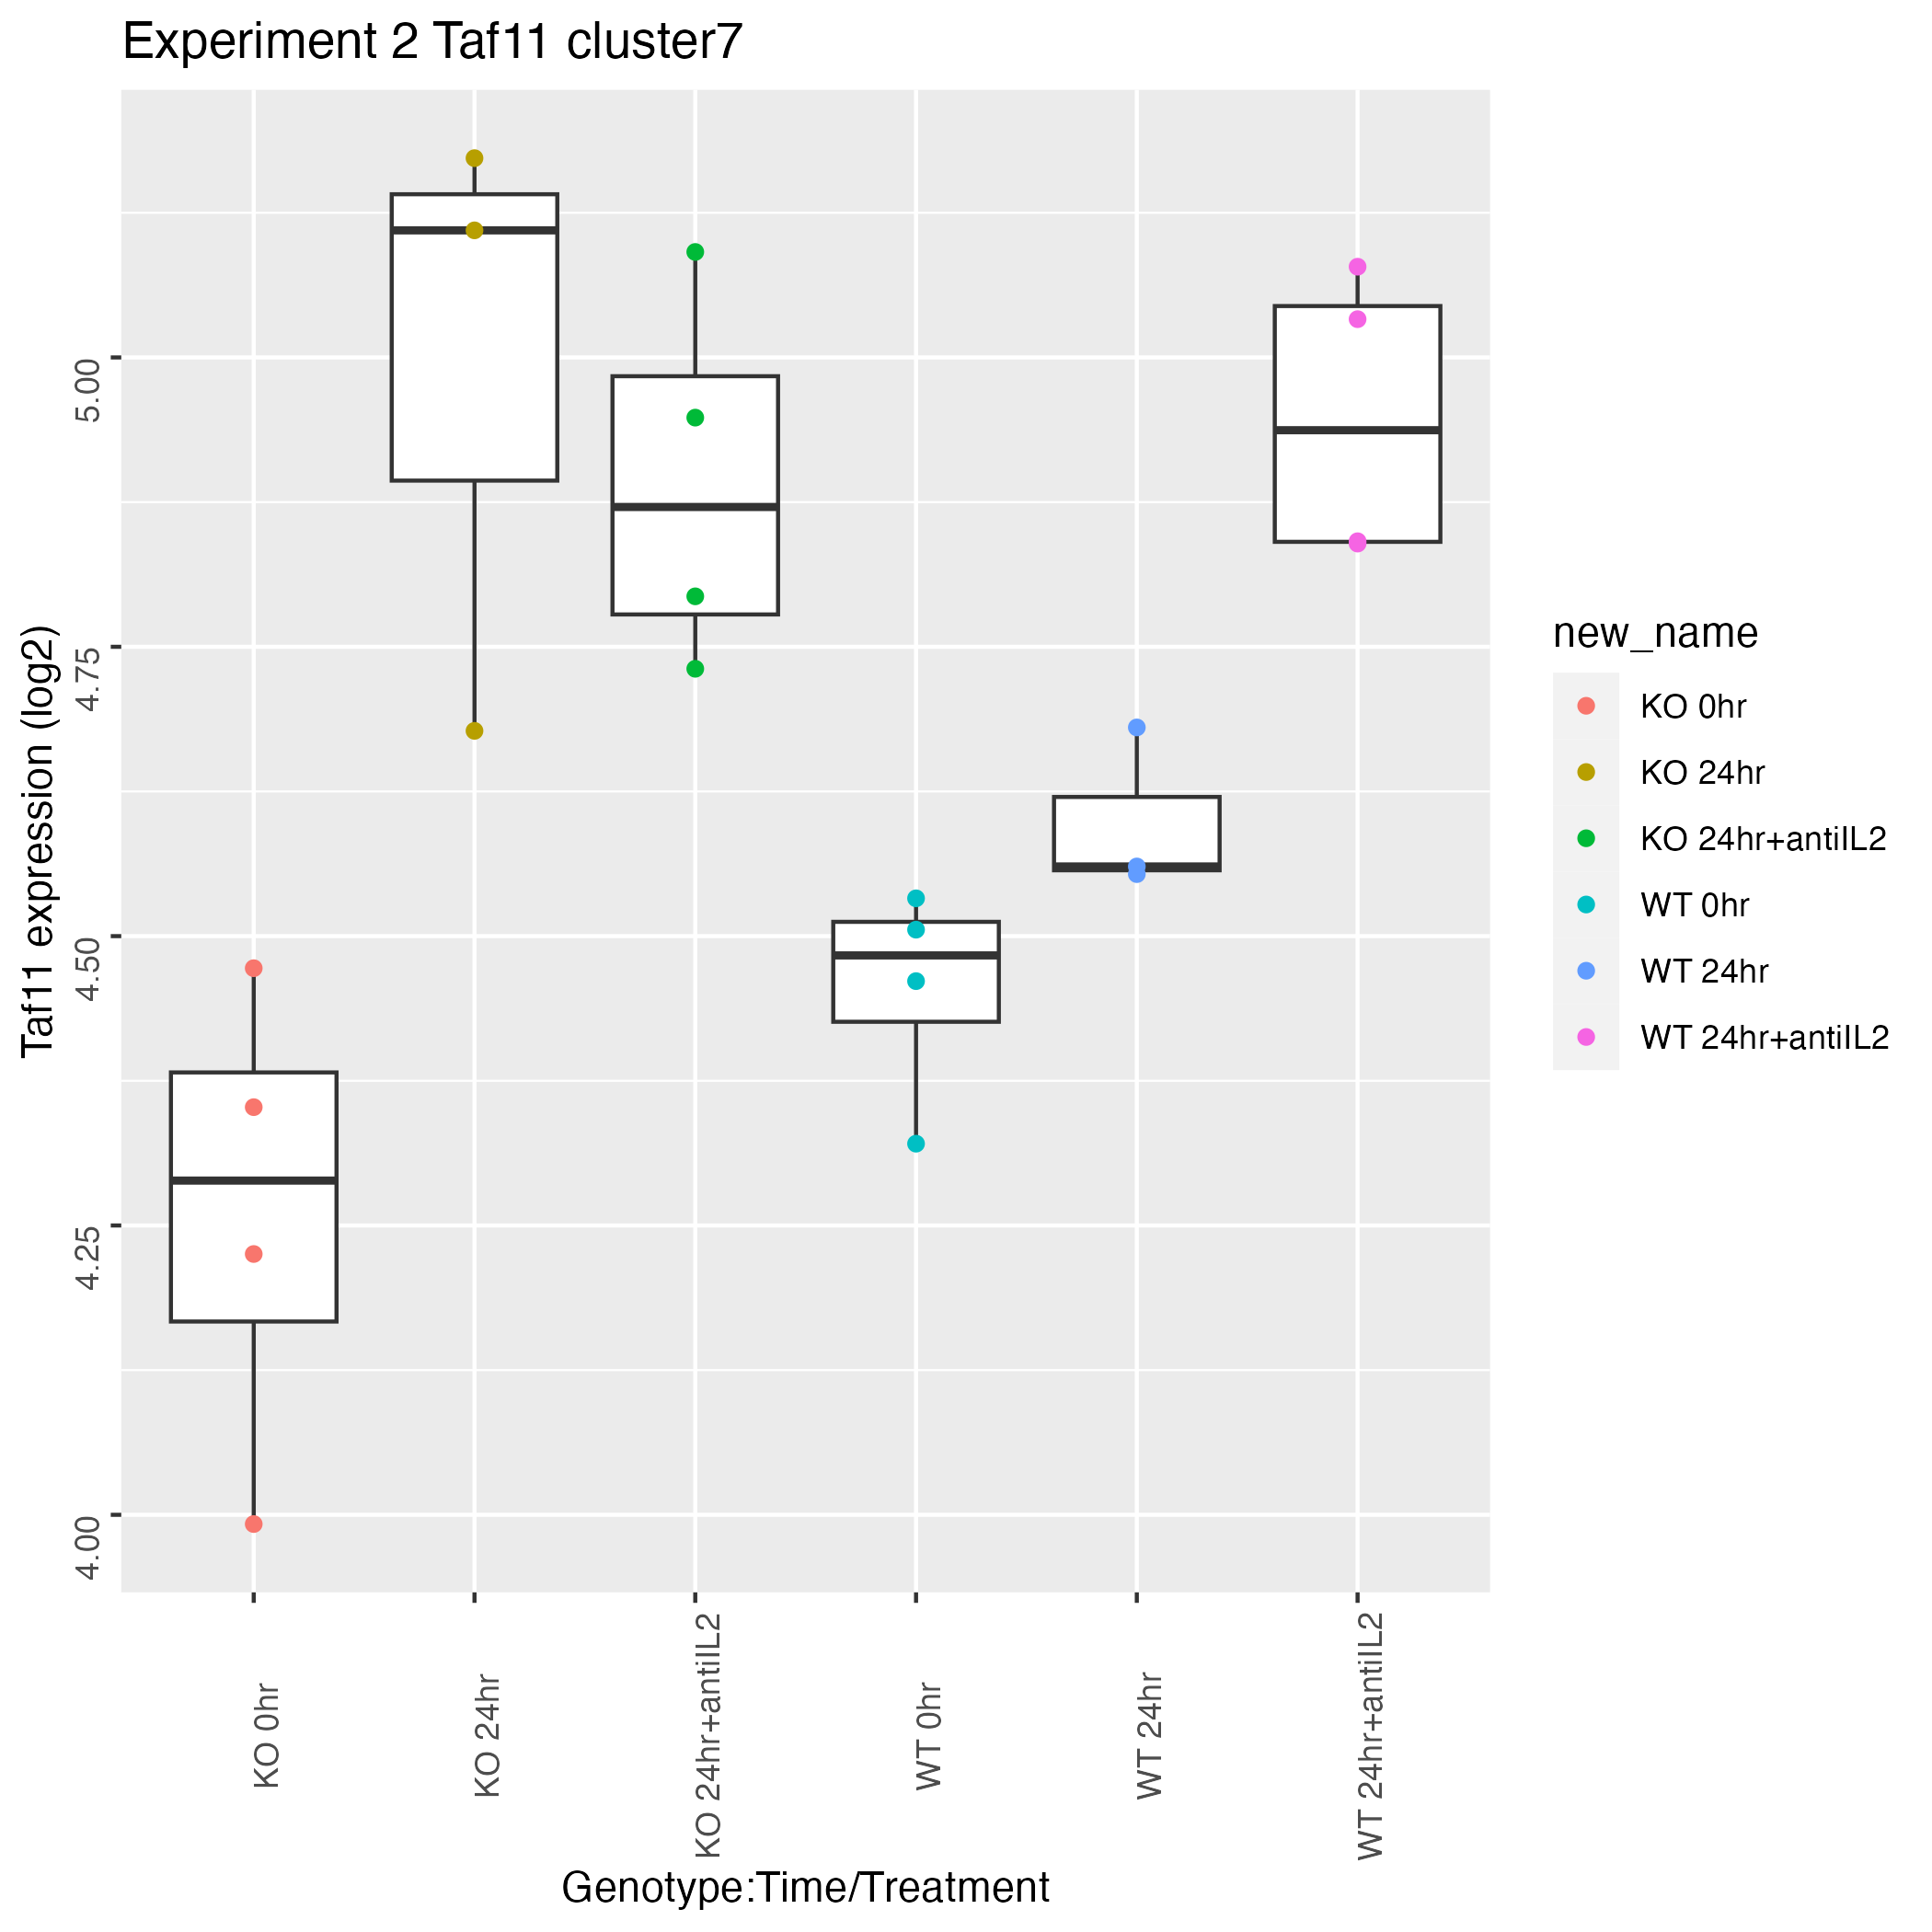 Experiment 2 Taf11 cluster7
Taf11 expression (log2)
5.00
4.75
4.50
4.25
4.00
KO 0hr
KO 24hr
KO 24hr+antiIL2
WT 0hr
WT 24hr
WT 24hr+antiIL2
Genotype:Time/Treatment
new_name
KO 0hr
KO 24hr
KO 24hr+antiIL2
WT 0hr
WT 24hr
WT 24hr+antiIL2